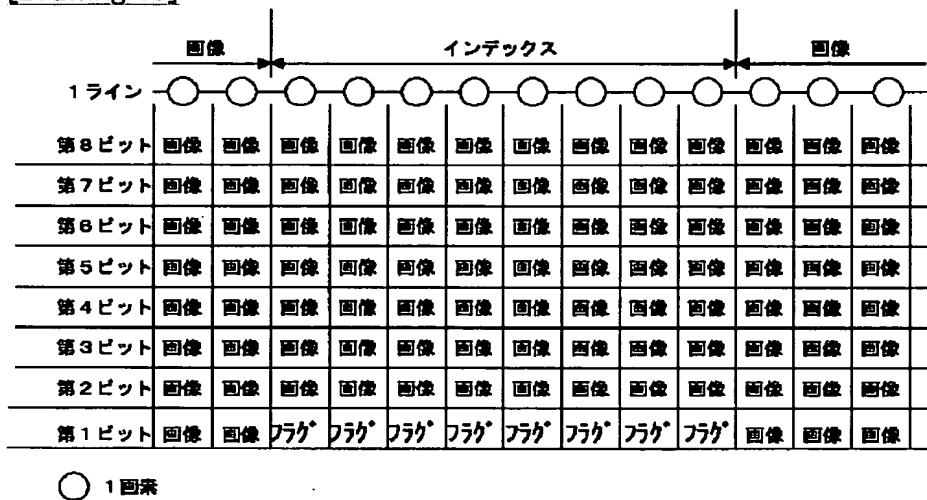 画像 インデックス 画像
1ライン
第8ビット 画像 画像 画像 画像 画像 画像 画像 画像 画像 画像 画像 画像 画像
第7ビット 画像 画像 画像 画像 画像 画像 画像 画像 画像 画像 画像 画像 画像
第6ビット 画像 画像 画像 画像 画像 画像 画像 画像 画像 画像 画像 画像 画像
第5ビット 画像 画像 画像 画像 画像 画像 画像 画像 画像 画像 画像 画像 画像
第4ビット 画像 画像 画像 画像 画像 画像 画像 画像 画像 画像 画像 画像 画像
第3ビット 画像 画像 画像 画像 画像 画像 画像 画像 画像 画像 画像 画像 画像
第2ビット 画像 画像 画像 画像 画像 画像 画像 画像 画像 画像 画像 画像 画像
第1ビット 画像 画像 フラグ フラグ フラグ フラグ フラグ フラグ フラグ フラグ 画像 画像 画像
1画素